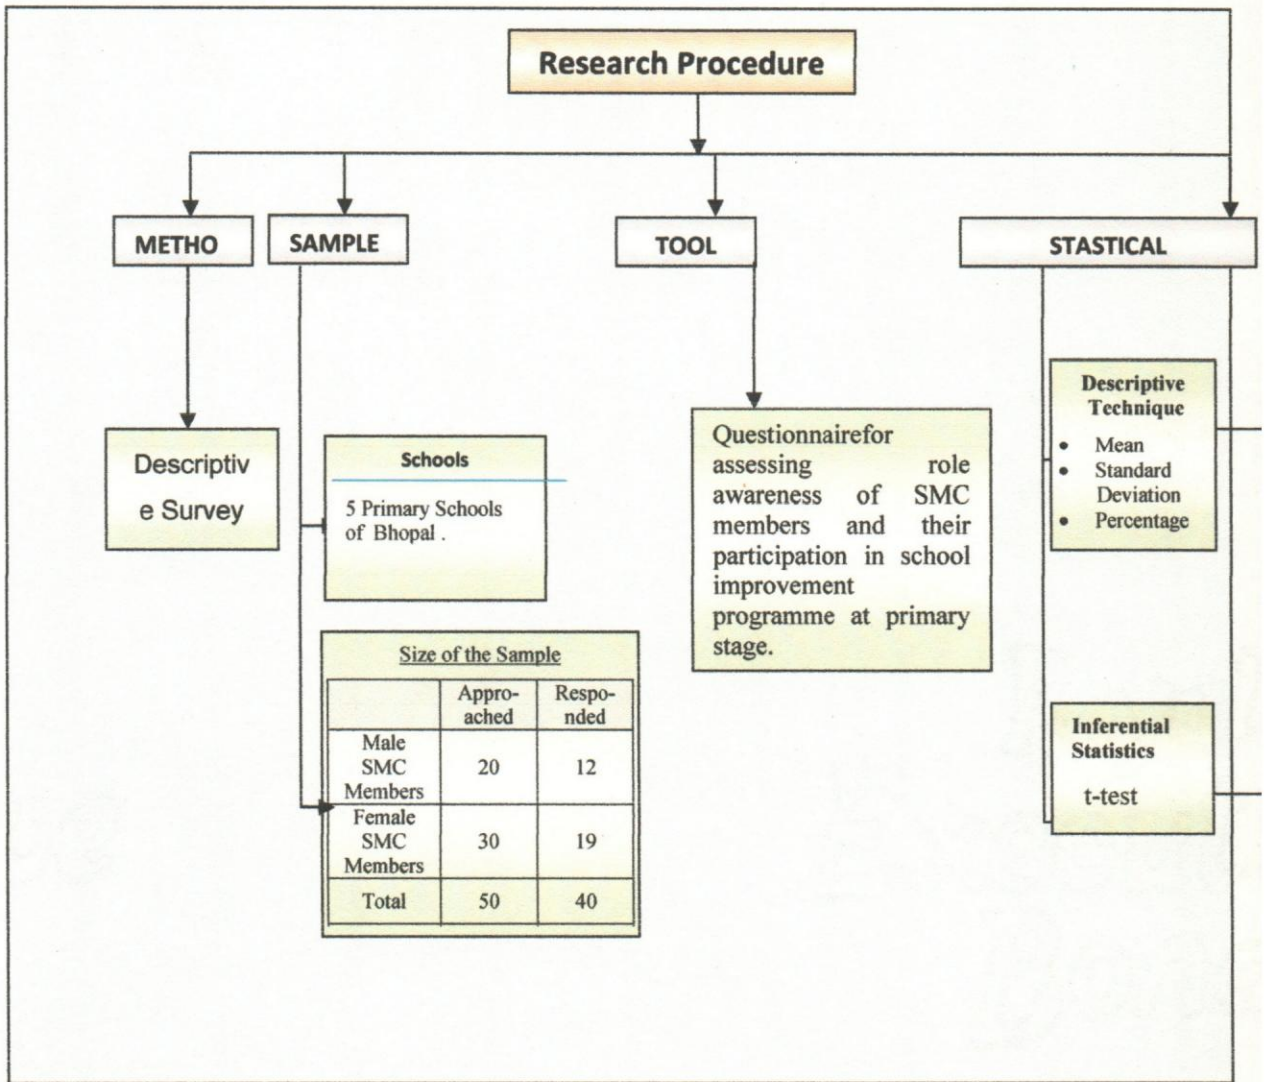 Research Procedure
METHO
SAMPLE
TOOL
STASTICAL
Descriptiv
e Survey
Schools
5 Primary Schools
of Bhopal .
Size of the Sample
Appro-
ached
Respo-
nded
Male
SMC
Members
20
12
Female
SMC
Members
30
19
Total
50
40
Questionnairefor
assessing role
awareness of SMC
members and their
participation in school
improvement
programme at primary
stage.
Descriptive
Technique
• Mean
• Standard
Deviation
• Percentage
Inferential
Statistics
t-test